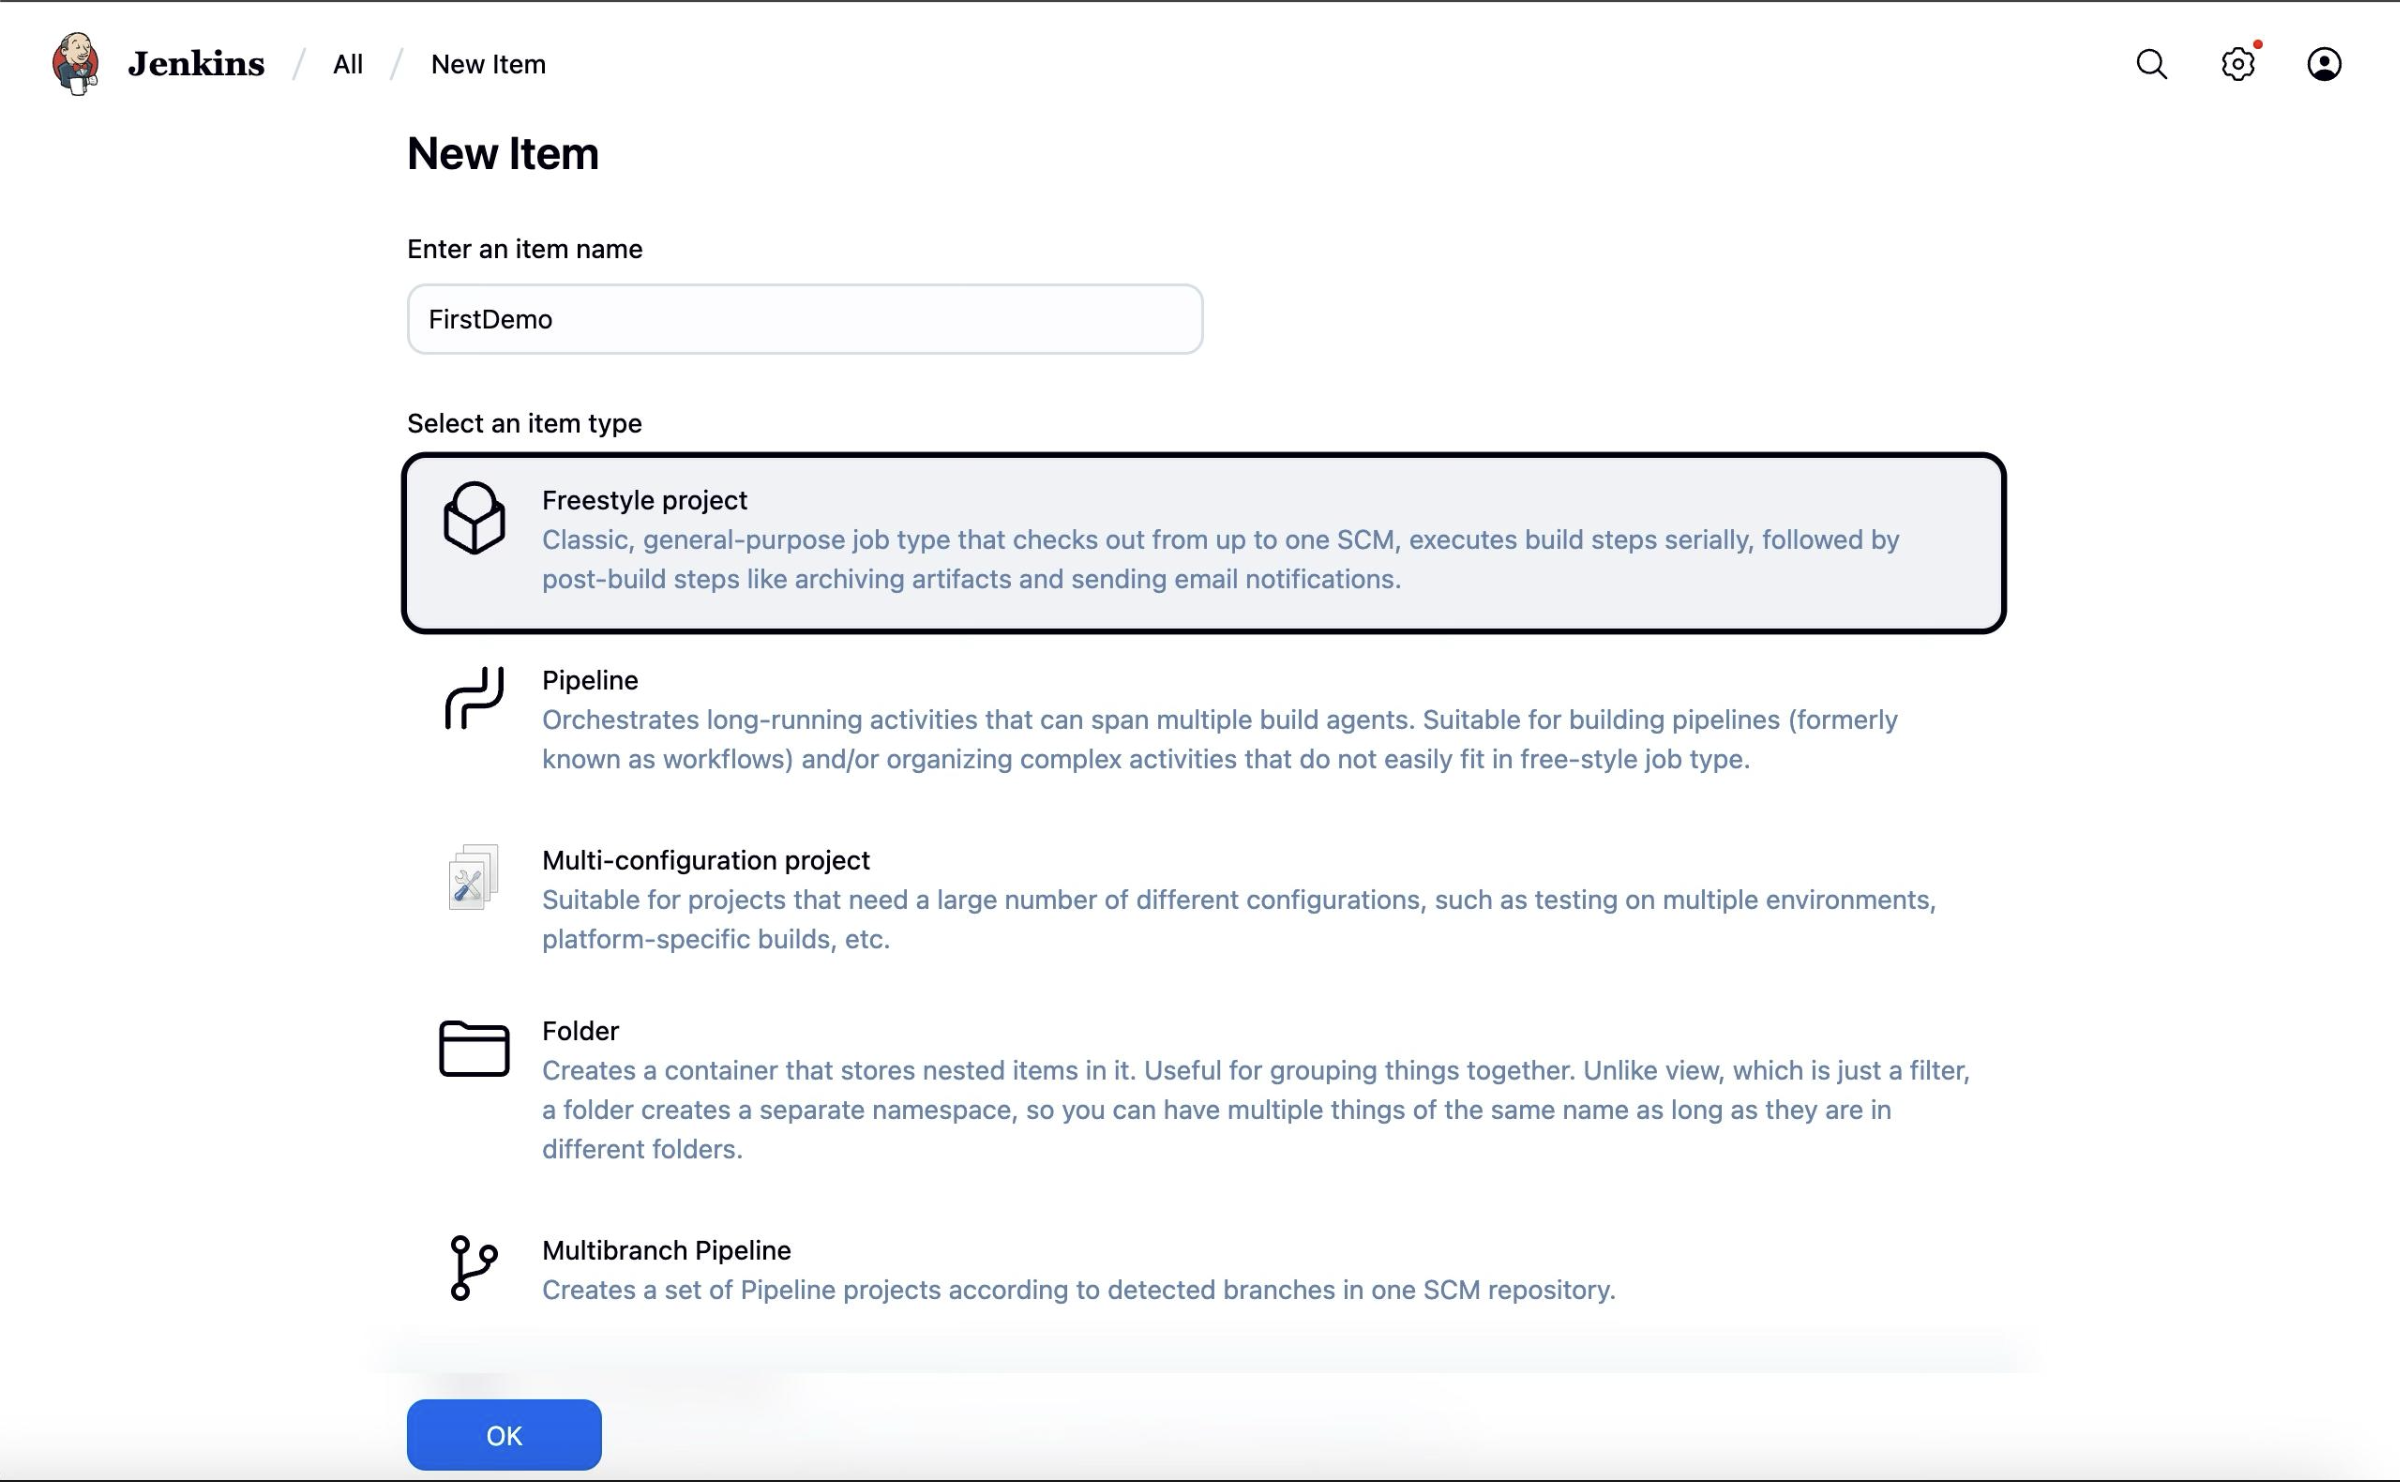 Jenkins / All / New Item
New Item
Enter an item name
FirstDemo
Select an item type
Freestyle project
Classic, general-purpose job type that checks out from up to one SCM, executes build steps serially, followed by
post-build steps like archiving artifacts and sending email notifications.
Pipeline
Orchestrates long-running activities that can span multiple build agents. Suitable for building pipelines (formerly
known as workflows) and/or organizing complex activities that do not easily fit in free-style job type.
Multi-configuration project
Suitable for projects that need a large number of different configurations, such as testing on multiple environments,
platform-specific builds, etc.
Folder
Creates a container that stores nested items in it. Useful for grouping things together. Unlike view, which is just a filter,
a folder creates a separate namespace, so you can have multiple things of the same name as long as they are in
different folders.
Multibranch Pipeline
Creates a set of Pipeline projects according to detected branches in one SCM repository.
OK